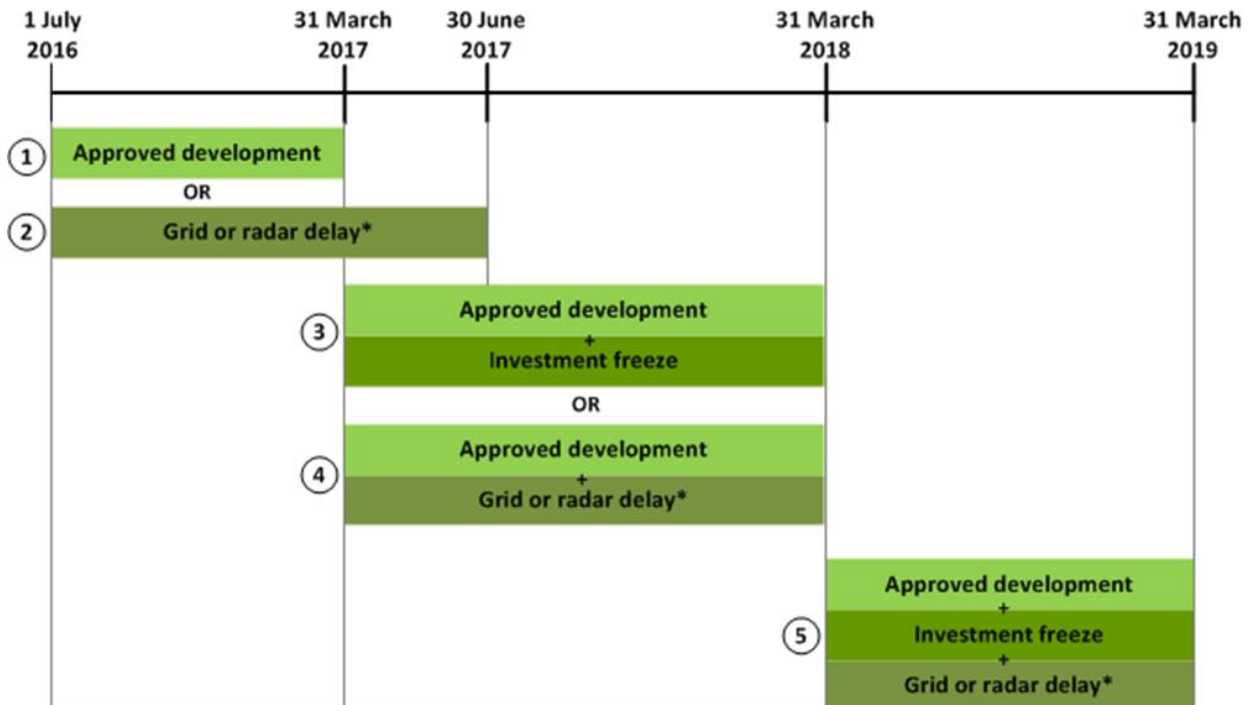 1 July 31 March 30 June 31 March 31 March
2016 2017 2017 2018 2019
1 Approved development
OR
2 Grid or radar delay*
Approved development
3 +
Investment freeze
OR
Approved development
4 +
Grid or radar delay*
Approved development
+
5 Investment freeze
+
Grid or radar delay*